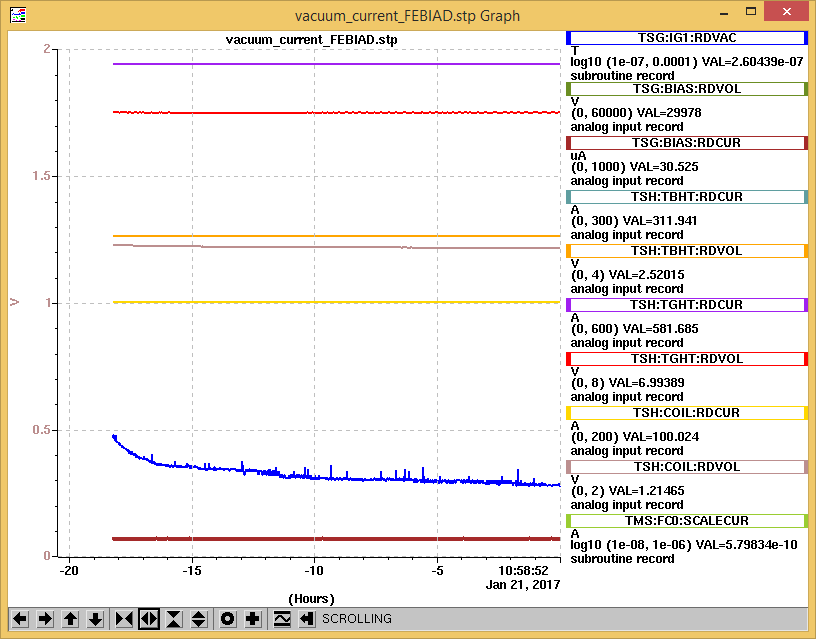 vacuum_current_FEBIAD.stp Graph
vacuum_current_FEBIAD.stp
2
1.5
1
0.5
0
V
-20
-15
-10
-5
10:58:52
Jan 21, 2017
(Hours)
TSG:IG1:RDVAC
T
log10 (1e-07, 0.0001) VAL=2.60439e-07
subroutine record
TSG:BIAS:RDVOL
V
(0, 60000) VAL=29978
analog input record
TSG:BIAS:RDCUR
uA
(0, 1000) VAL=30.525
analog input record
TSH:TBHT:RDCUR
A
(0, 300) VAL=311.941
analog input record
TSH:TBHT:RDVOL
V
(0, 4) VAL=2.52015
analog input record
TSH:TGHT:RDCUR
A
(0, 600) VAL=581.685
analog input record
TSH:TGHT:RDVOL
V
(0, 8) VAL=6.99389
analog input record
TSH:COIL:RDCUR
A
(0, 200) VAL=100.024
analog input record
TSH:COIL:RDVOL
V
(0, 2) VAL=1.21465
analog input record
TMS:FC0:SCALECUR
A
log10 (1e-08, 1e-06) VAL=5.79834e-10
analog input record
SCROLLING